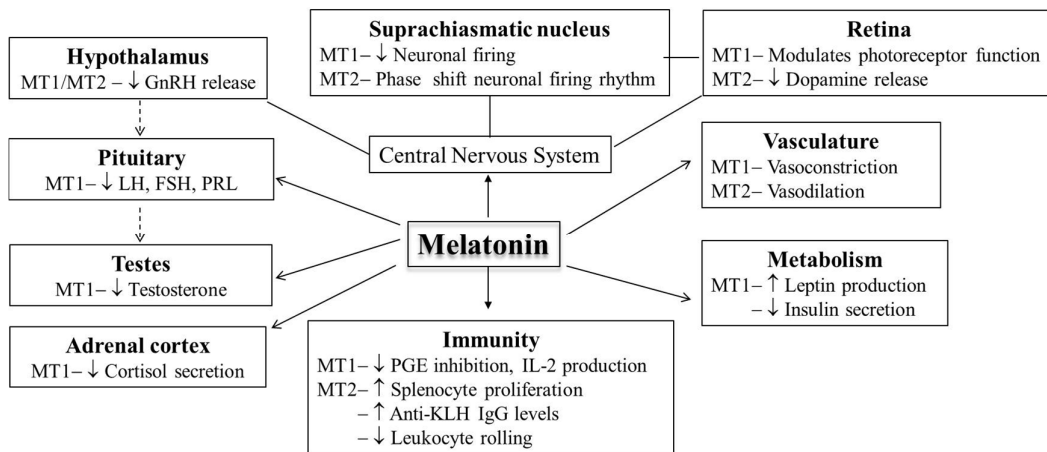 Hypothalamus
MT1/MT2 – ↓ GnRH release
Suprachiasmatic nucleus
MT1– ↓ Neuronal firing
MT2– Phase shift neuronal firing rhythm
Retina
MT1– Modulates photoreceptor function
MT2– ↓ Dopamine release
Pituitary
MT1– ↓ LH, FSH, PRL
Central Nervous System
Vasculature
MT1– Vasoconstriction
MT2– Vasodilation
Melatonin
Testes
MT1– ↓ Testosterone
Metabolism
MT1– ↑ Leptin production
– ↓ Insulin secretion
Adrenal cortex
MT1– ↓ Cortisol secretion
Immunity
MT1– ↓ PGE inhibition, IL-2 production
MT2– ↑ Splenocyte proliferation
– ↑ Anti-KLH IgG levels
– ↓ Leukocyte rolling